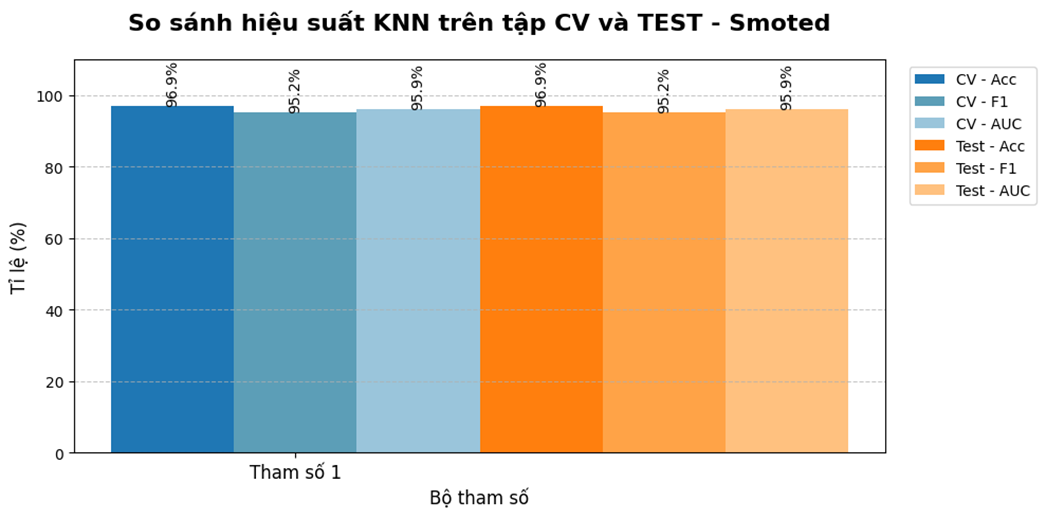 So sánh hiệu suất KNN trên tập CV và TEST - Smoted
96.9%
95.2%
95.9%
96.9%
95.2%
95.9%
CV - Acc
CV - F1
CV - AUC
Test - Acc
Test - F1
Test - AUC
Tỉ lệ (%)
100
80
60
40
20
0
Tham số 1
Bộ tham số